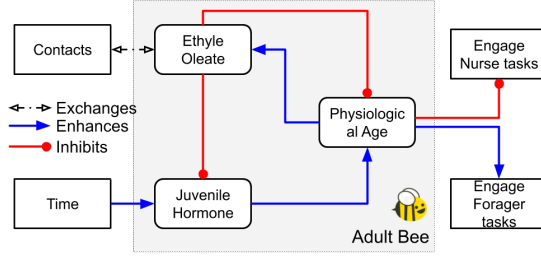 Contacts
Ethyle
Oleate
Engage
Nurse tasks
Exchanges
Enhances
Inhibits
Physiologic
al Age
Time
Juvenile
Hormone
Engage
Forager
tasks
Adult Bee